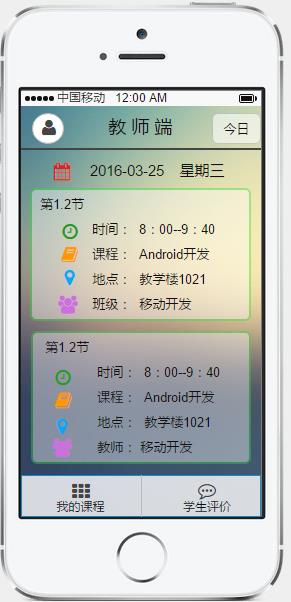 中国移动 12:00 AM
教师端 今日
2016-03-25 星期三
第1.2节
时间： 8：00--9：40
课程： Android开发
地点： 教学楼1021
班级： 移动开发
第1.2节
时间： 8：00--9：40
课程： Android开发
地点： 教学楼1021
教师： 移动开发
我的课程 学生评价